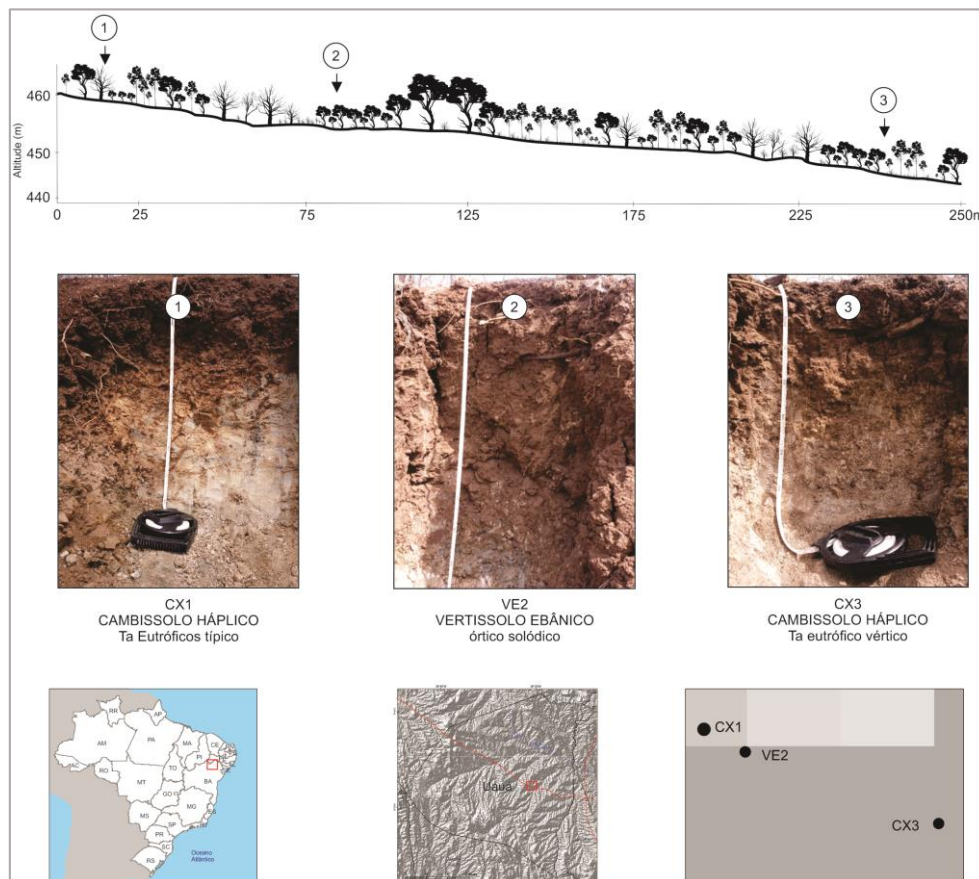 1
2
3
Altitude (m)
460
450
440
0
25
75
125
175
225
250m
1
2
3
CX1
CAMBISSOLO HÁPLICO
Ta Eutróficos típico
VE2
VERTISSOLO EBÂNICO
órtico solódico
CX3
CAMBISSOLO HÁPLICO
Ta eutrófico vértico
RR
AP
AM
PA
MA
CE
PI
AC
RO
TO
BA
MT
GO
MG
ES
MS
SP
PR
SC
RS
Oceano
Atlântico
Uauá
CX1
VE2
CX3